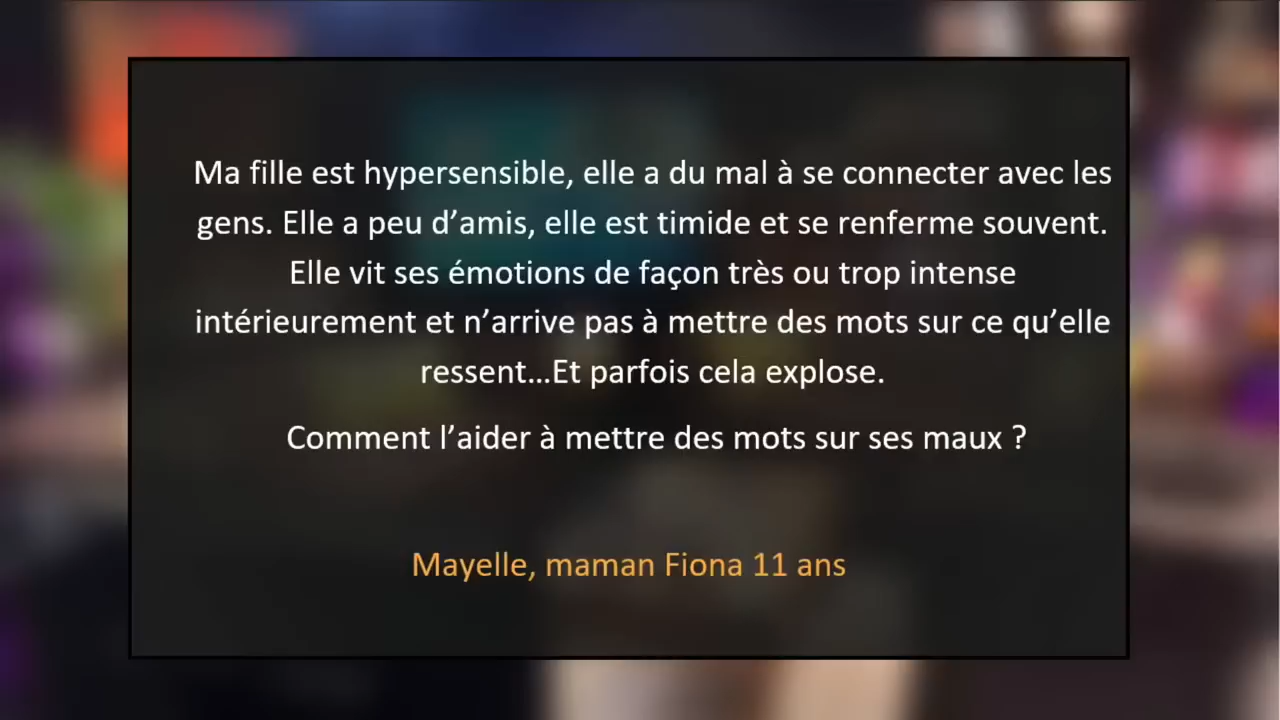 Ma fille est hypersensible, elle a du mal à se connecter avec les
gens. Elle a peu d’amis, elle est timide et se renferme souvent.
Elle vit ses émotions de façon très ou trop intense
intérieurement et n’arrive pas à mettre des mots sur ce qu’elle
ressent...Et parfois cela explose.
Comment l’aider à mettre des mots sur ses maux ?
Mayelle, maman Fiona 11 ans